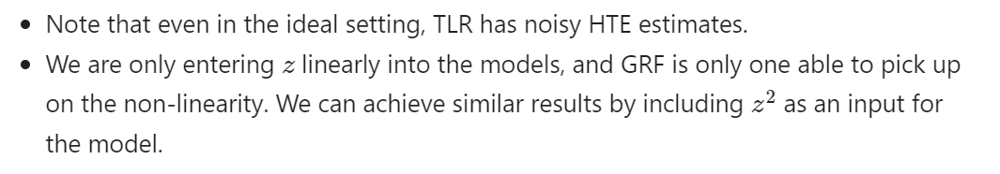 • Note that even in the ideal setting, TLR has noisy HTE estimates.
• We are only entering z linearly into the models, and GRF is only one able to pick up
on the non-linearity. We can achieve similar results by including z² as an input for
the model.